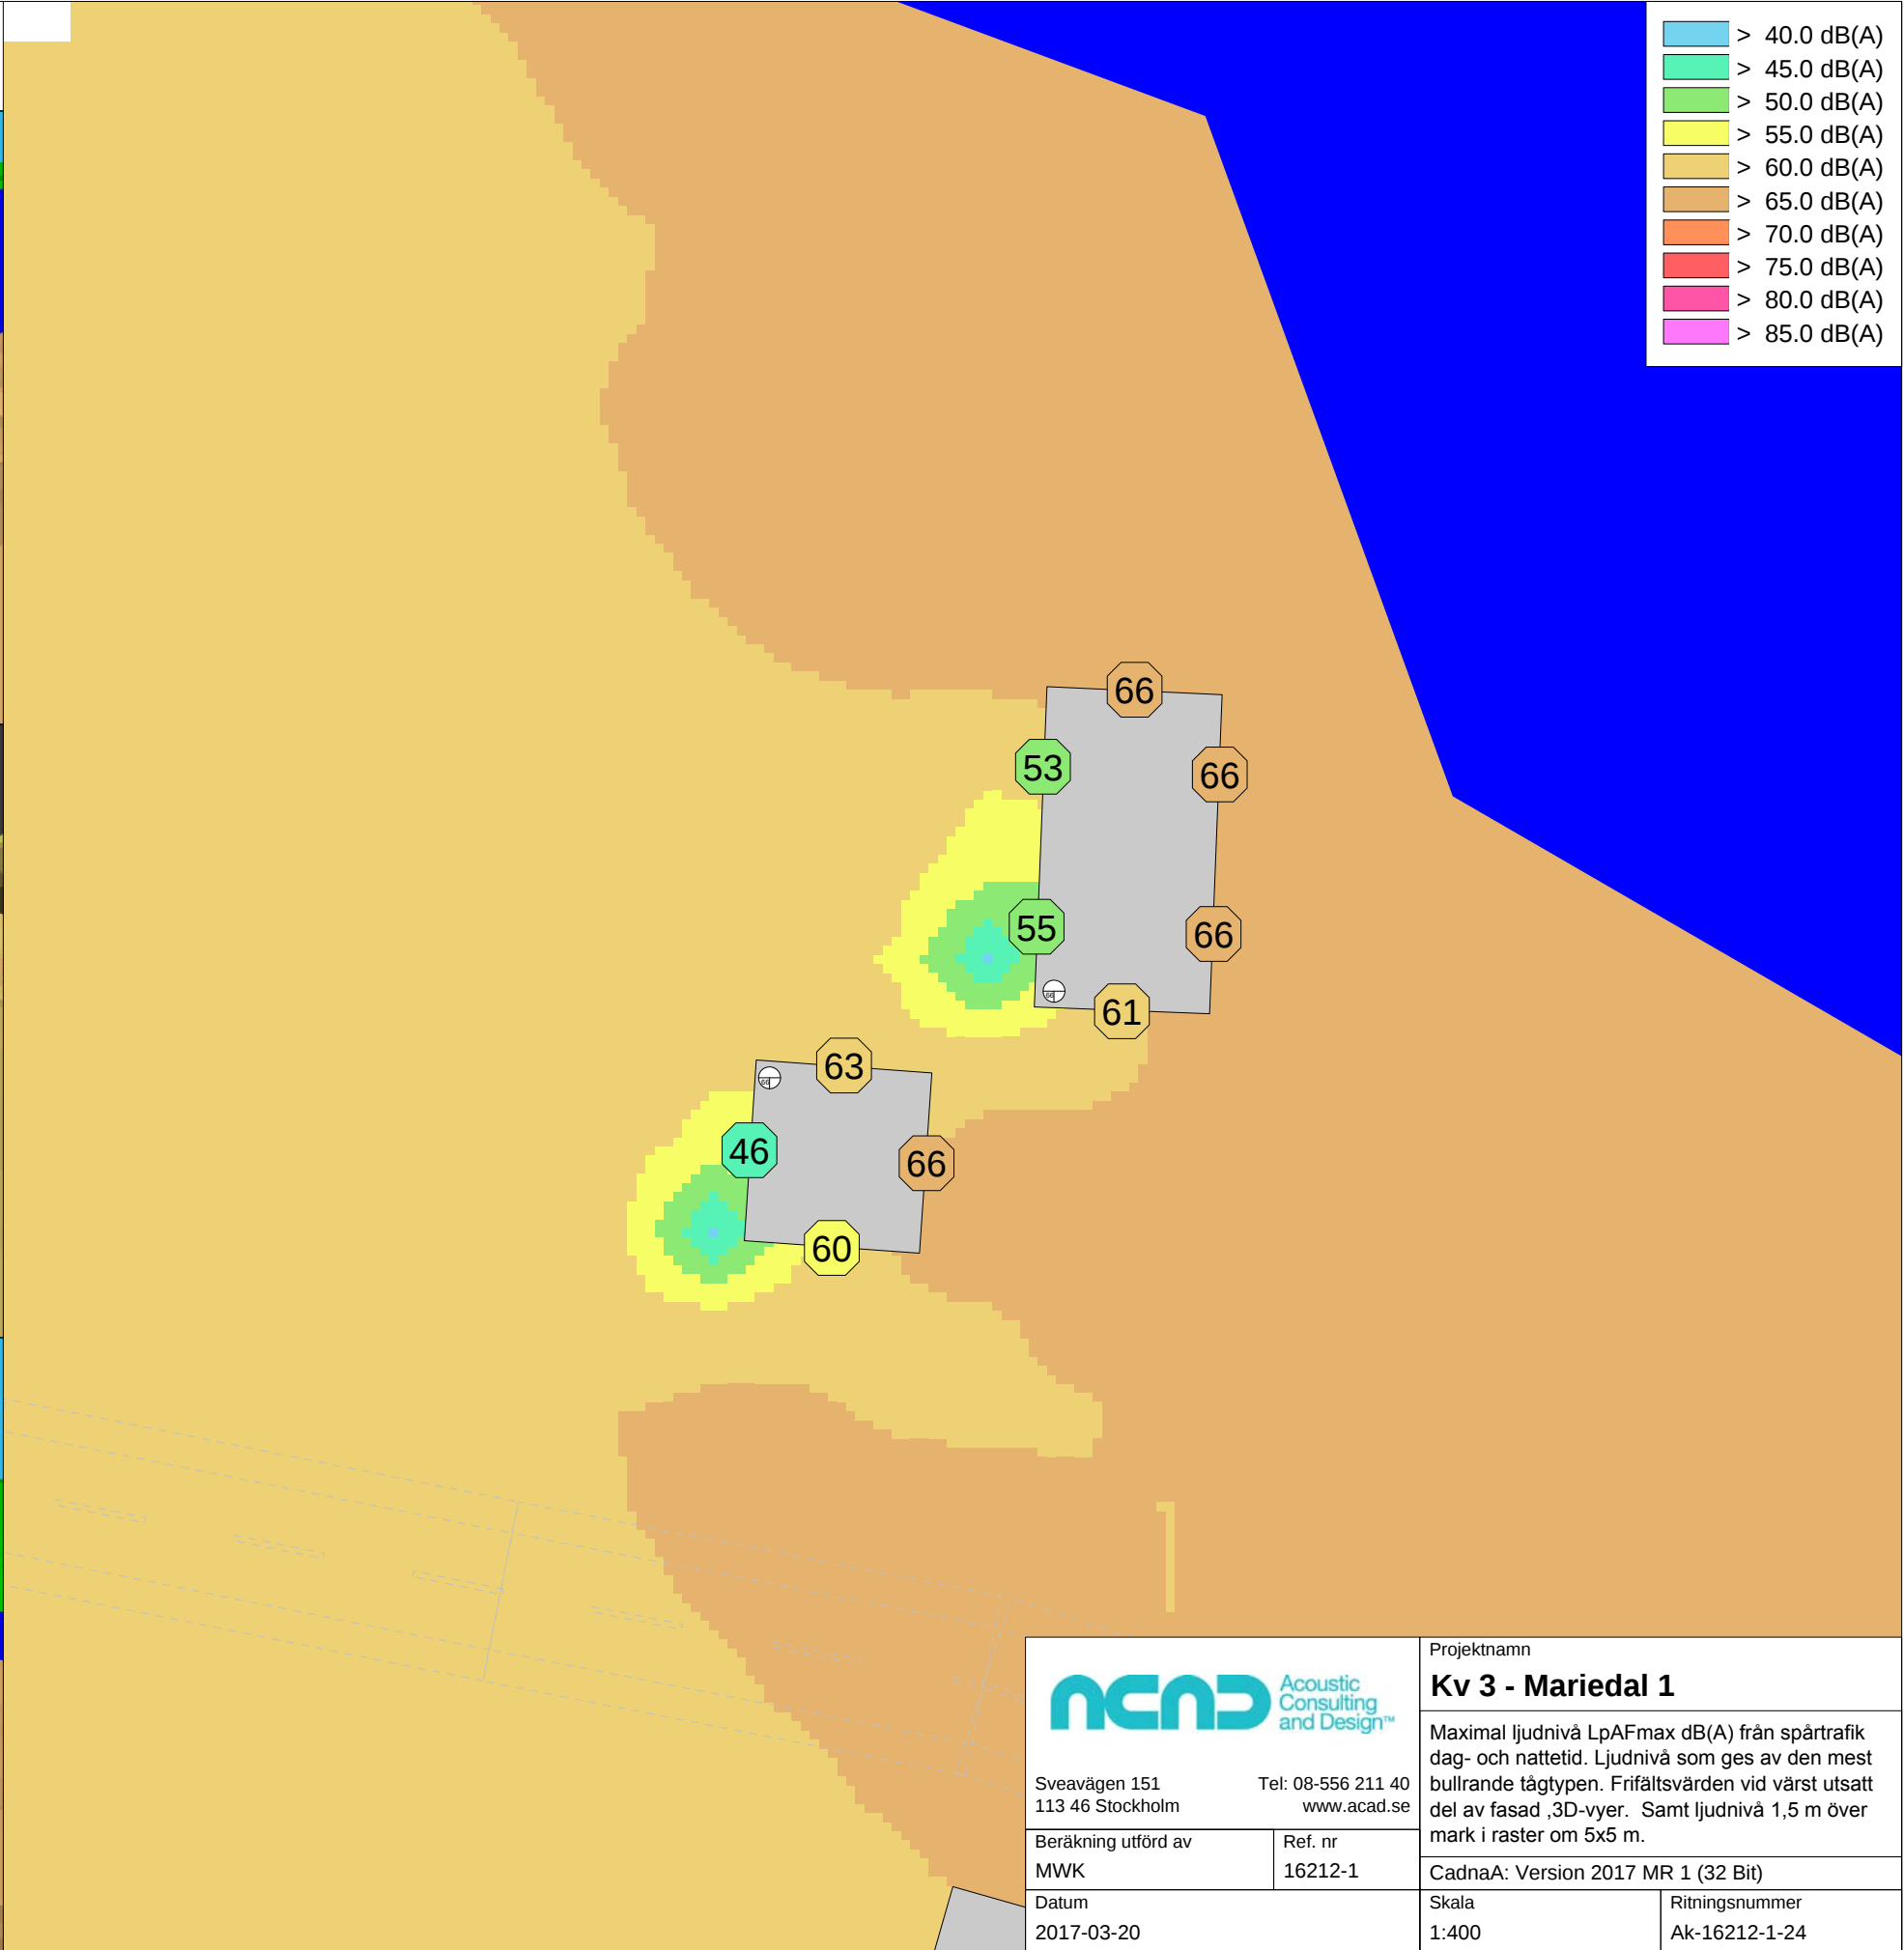 > 40.0 dB(A)
> 45.0 dB(A)
> 50.0 dB(A)
> 55.0 dB(A)
> 60.0 dB(A)
> 65.0 dB(A)
> 70.0 dB(A)
> 75.0 dB(A)
> 80.0 dB(A)
> 85.0 dB(A)
66
53
66
55
66
66
61
63
66
46
66
60
acad
Acoustic
Consulting
and Design™
Sveavägen 151
113 46 Stockholm
Tel: 08-556 211 40
www.acad.se
Beräkning utförd av
MWK
Ref. nr
16212-1
Datum
2017-03-20
Projektnamn
Kv 3 - Mariedal 1
Maximal ljudnivå LpAFmax dB(A) från spårtrafik
dag- och nattetid. Ljudnivå som ges av den mest
bullrande tågtypen. Frifältsvärden vid värst utsatt
del av fasad ,3D-vyer. Samt ljudnivå 1,5 m över
mark i raster om 5x5 m.
CadnaA: Version 2017 MR 1 (32 Bit)
Skala
1:400
Ritningsnummer
Ak-16212-1-24